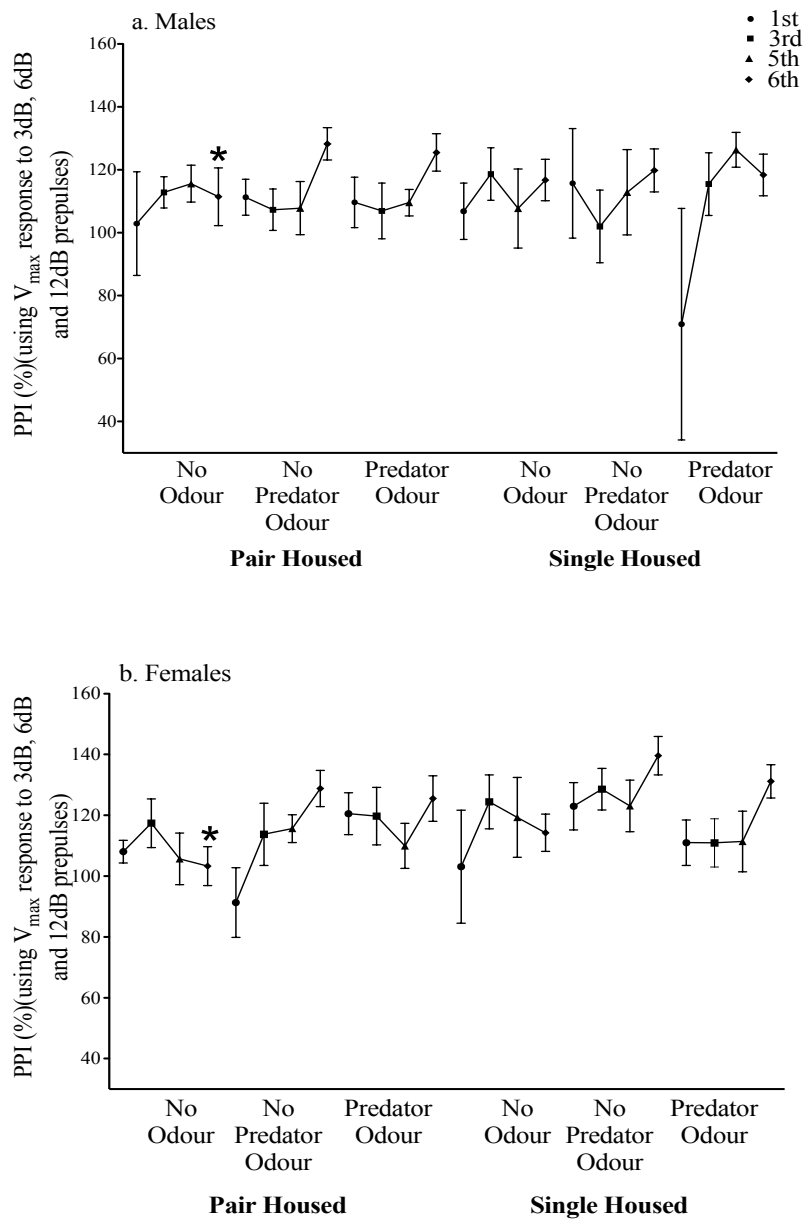 a. Males
1st
3rd
5th
6th
PPI (%)(using Vmax response to 3dB, 6dB
and 12dB prepulses)
160
140
120
100
80
60
40
*
No
Odour
No
Predator
Odour
Predator
Odour
No
Odour
No
Predator
Odour
Predator
Odour
Pair Housed
Single Housed
b. Females
PPI (%)(using Vmax response to 3dB, 6dB
and 12dB prepulses)
160
140
120
100
80
60
40
*
No
Odour
No
Predator
Odour
Predator
Odour
No
Odour
No
Predator
Odour
Predator
Odour
Pair Housed
Single Housed